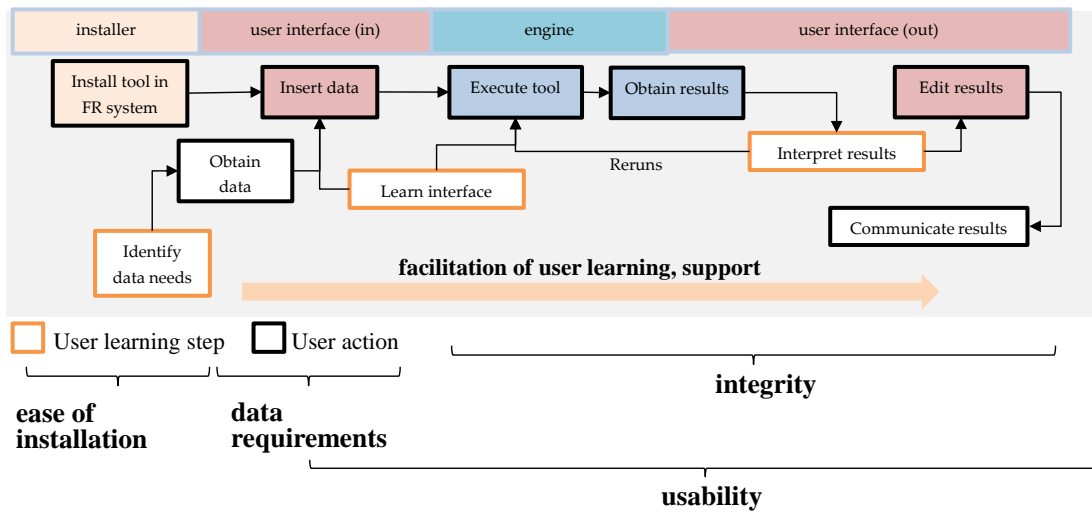 installer
user interface (in)
engine
user interface (out)
Install tool in
FR system
Insert data
Execute tool
Obtain results
Edit results
Obtain
data
Learn interface
Reruns
Interpret results
Identify
data needs
Communicate results
facilitation of user learning, support
User learning step
User action
ease of
installation
data
requirements
integrity
usability